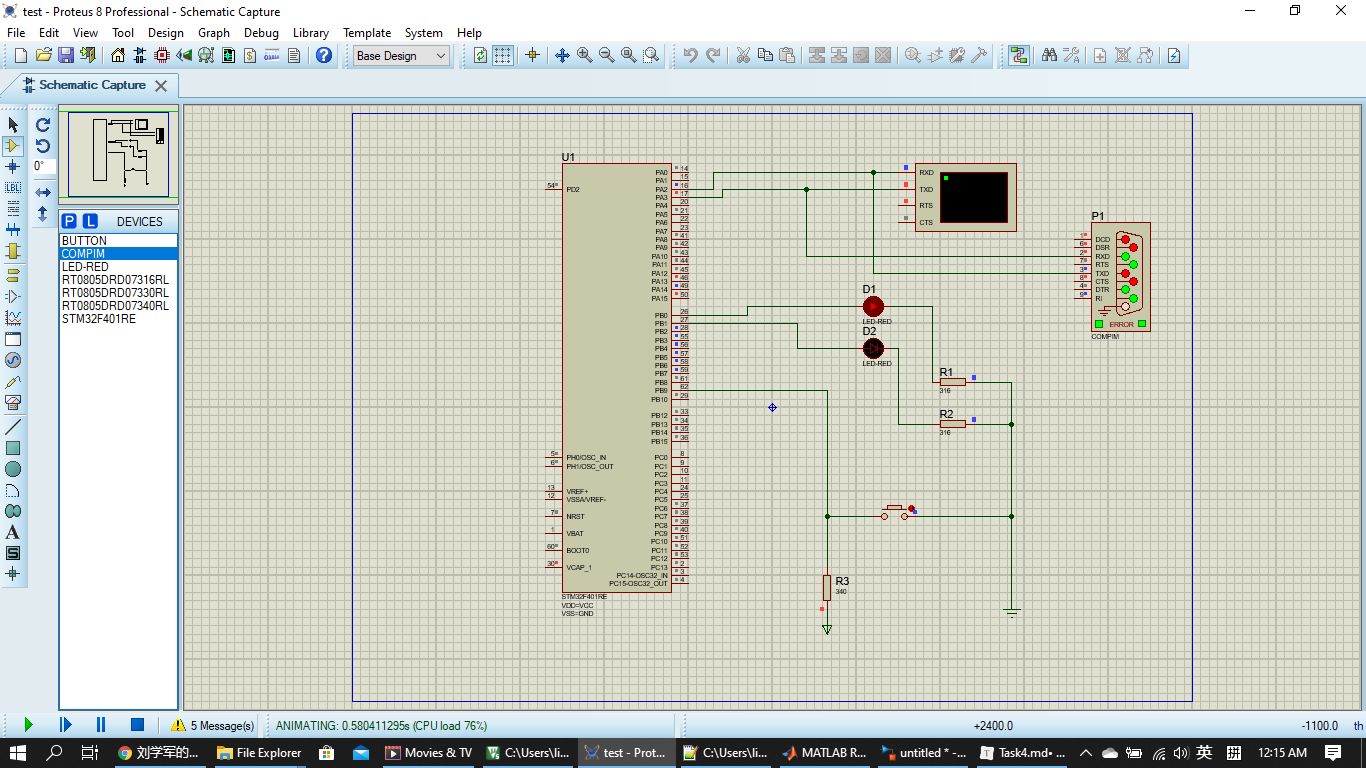 test - Proteus 8 Professional - Schematic Capture
File Edit View Tool Design Graph Debug Library Template System Help
Base Design
Schematic Capture
0°
P L DEVICES
BUTTON
COMPIM
LED-RED
RT0805DRD07316RL
RT0805DRD07330RL
RT0805DRD07340RL
STM32F401RE
LBL
A
S
U1
54 PD2
PA0 14
PA1 15
PA2 16
PA3 17
PA4 20
PA5 21
PA6 22
PA7 23
PA8 41
PA9 42
PA10 43
PA11 44
PA12 45
PA13 46
PA14 49
PA15 50
PB0 26
PB1 27
PB2 28
PB3 55
PB4 56
PB5 57
PB6 58
PB7 59
PB8 61
PB9 62
PB10 29
PB12 33
PB13 34
PB14 35
PB15 36
5 PH0/OSC_IN PC0 8
6 PH1/OSC_OUT PC1 9
PC2 10
PC3 11
13 VREF+ PC4 24
12 VSSA/VREF- PC5 25
PC6 37
7 NRST PC7 38
PC8 39
1 VBAT PC9 40
PC10 51
60 BOOT0 PC11 52
PC12 53
30 VCAP_1 PC13 2
PC14-OSC32_IN 3
PC15-OSC32_OUT 4
STM32F401RE
VDD=VCC
VSS=GND
RXD
TXD
RTS
CTS
P1
1 DCD
6 DSR
2 RXD
7 RTS
3 TXD
8 CTS
4 DTR
9 RI
ERROR
COMPIM
D1
LED-RED
D2
LED-RED
R1
316
R2
316
R3
340
5 Message(s) ANIMATING: 0.580411295s (CPU load 76%) +2400.0 -1100.0 th
刘学军的... File Explorer Movies & TV C:\Users\li... test - Prot... C:\Users\li... MATLAB R... untitled * -... Task4.md• ... 英 拼 12:15 AM